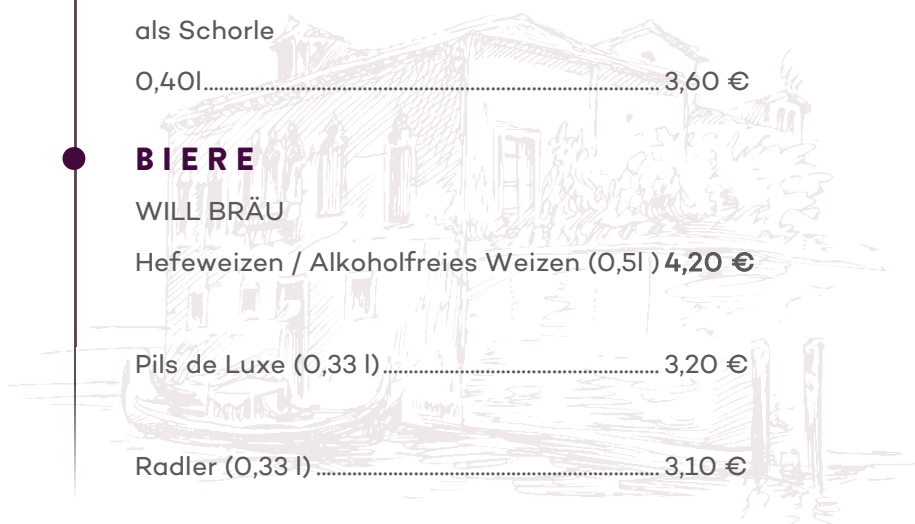 als Schorle
0,40l........................................................................................ 3,60 €
BIERE
WILL BRÄU
Hefeweizen / Alkoholfreies Weizen (0,5l ) 4,20 €
Pils de Luxe (0,33 l)..................................................... 3,20 €
Radler (0,33 l) .................................................................. 3,10 €